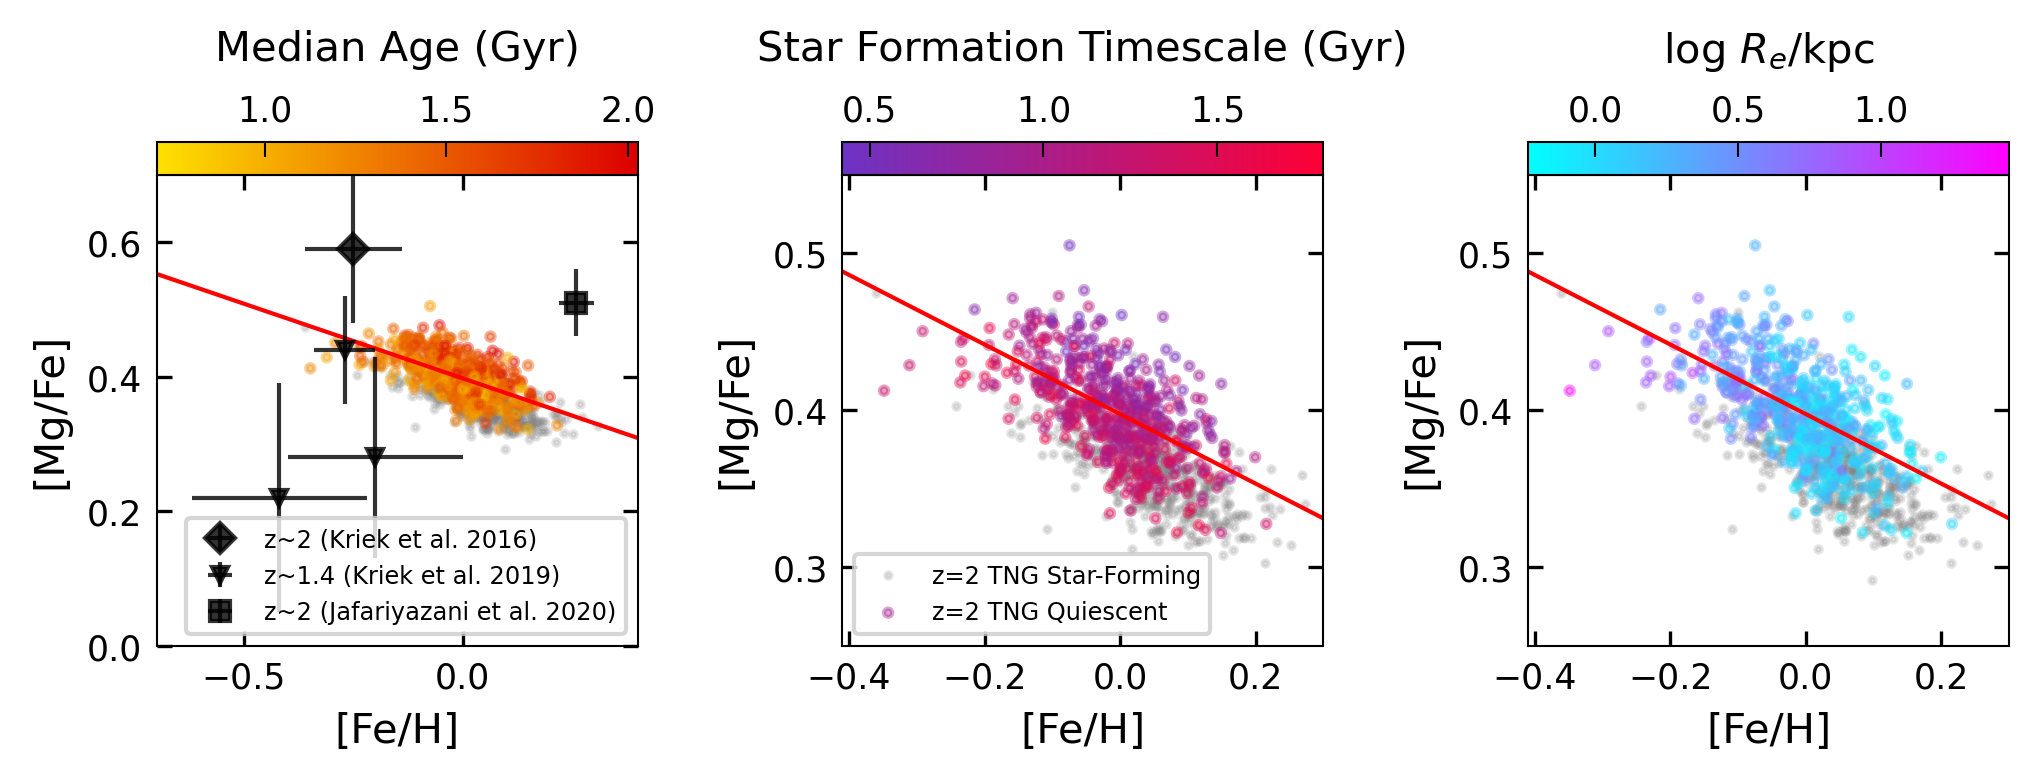 Median Age (Gyr)
1.0 1.5 2.0
0.6
0.4
0.2
0.0
[Mg/Fe]
z~2 (Kriek et al. 2016)
z~1.4 (Kriek et al. 2019)
z~2 (Jafariyazani et al. 2020)
−0.5 0.0
[Fe/H]
Star Formation Timescale (Gyr)
0.5 1.0 1.5
0.5
0.4
0.3
[Mg/Fe]
z=2 TNG Star-Forming
z=2 TNG Quiescent
−0.4 −0.2 0.0 0.2
[Fe/H]
log Re/kpc
0.0 0.5 1.0
0.5
0.4
0.3
[Mg/Fe]
−0.4 −0.2 0.0 0.2
[Fe/H]